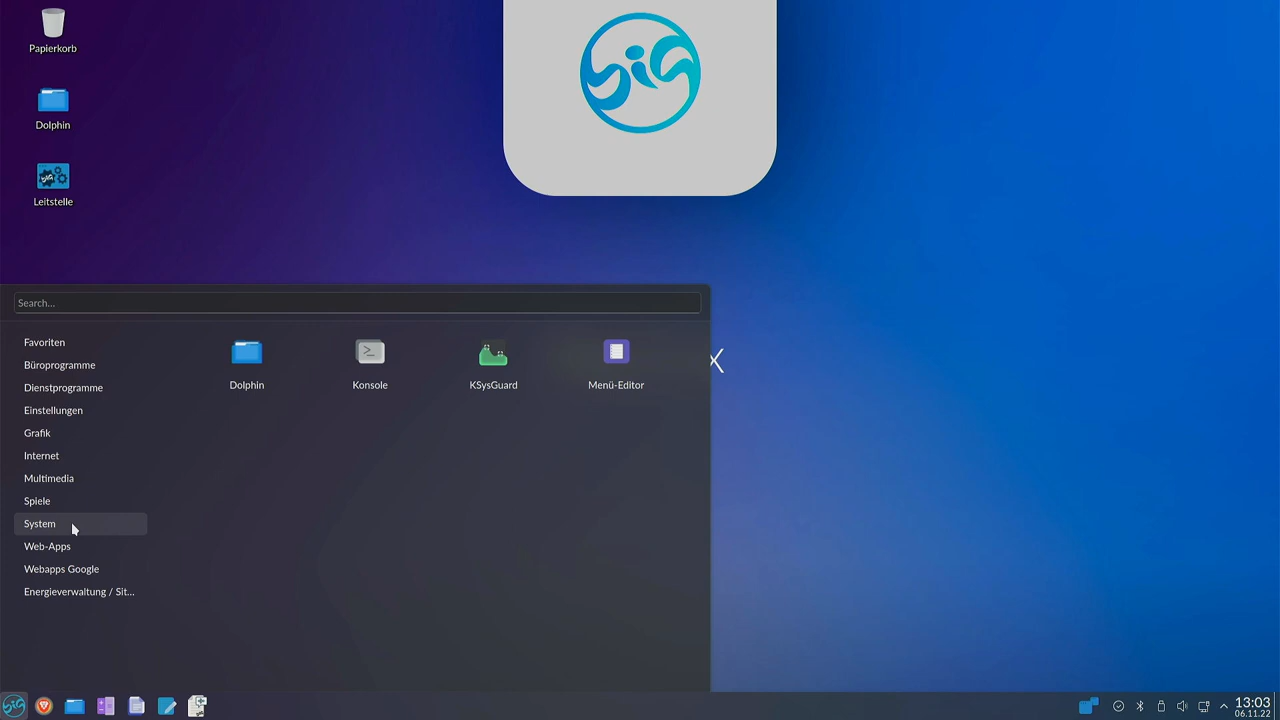 Papierkorb
Dolphin
Leitstelle
sig
Search...
Favoriten
Büroprogramme
Dienstprogramme
Einstellungen
Grafik
Internet
Multimedia
Spiele
System
Web-Apps
Webapps Google
Energieverwaltung / Sit...
Dolphin
Konsole
KSysGuard
Menü-Editor
X
13:03
06.11.22